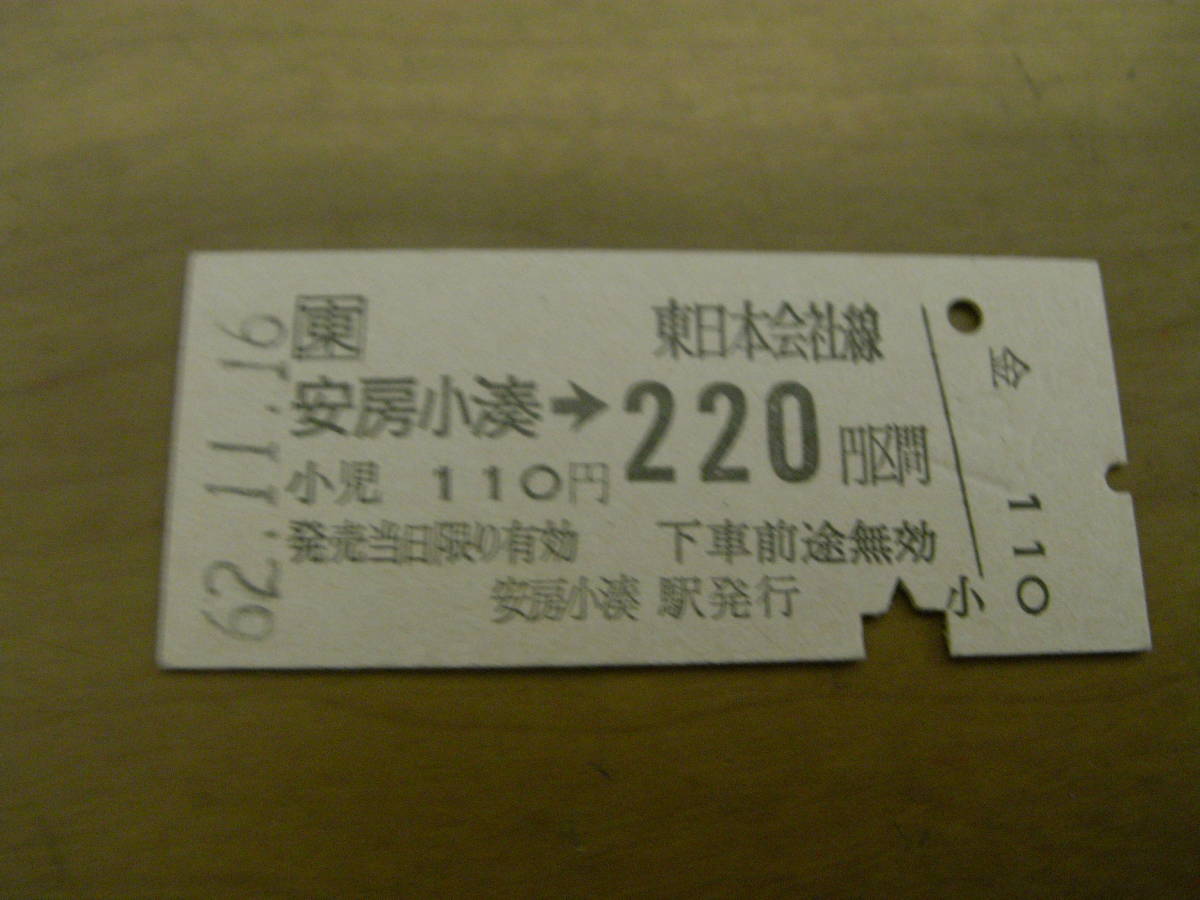 62.11.16
東 東日本会社線
安房小湊→220円区間
小児 110円
発売当日限り有効 下車前途無効
安房小湊駅発行
小
金 110